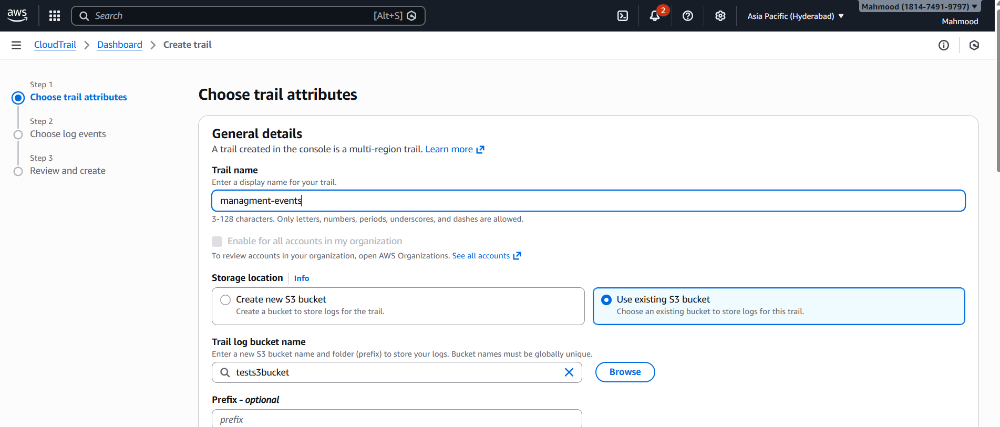 aws
Search [Alt+S]
2
Asia Pacific (Hyderabad)
Mahmood (1814-7491-9797)
Mahmood
CloudTrail > Dashboard > Create trail
Step 1
Choose trail attributes
Step 2
Choose log events
Step 3
Review and create
Choose trail attributes
General details
A trail created in the console is a multi-region trail. Learn more
Trail name
Enter a display name for your trail.
managment-events
3-128 characters. Only letters, numbers, periods, underscores, and dashes are allowed.
Enable for all accounts in my organization
To review accounts in your organization, open AWS Organizations. See all accounts
Storage location Info
Create new S3 bucket
Create a bucket to store logs for the trail.
Use existing S3 bucket
Choose an existing bucket to store logs for this trail.
Trail log bucket name
Enter a new S3 bucket name and folder (prefix) to store your logs. Bucket names must be globally unique.
tests3bucket
Browse
Prefix - optional
prefix